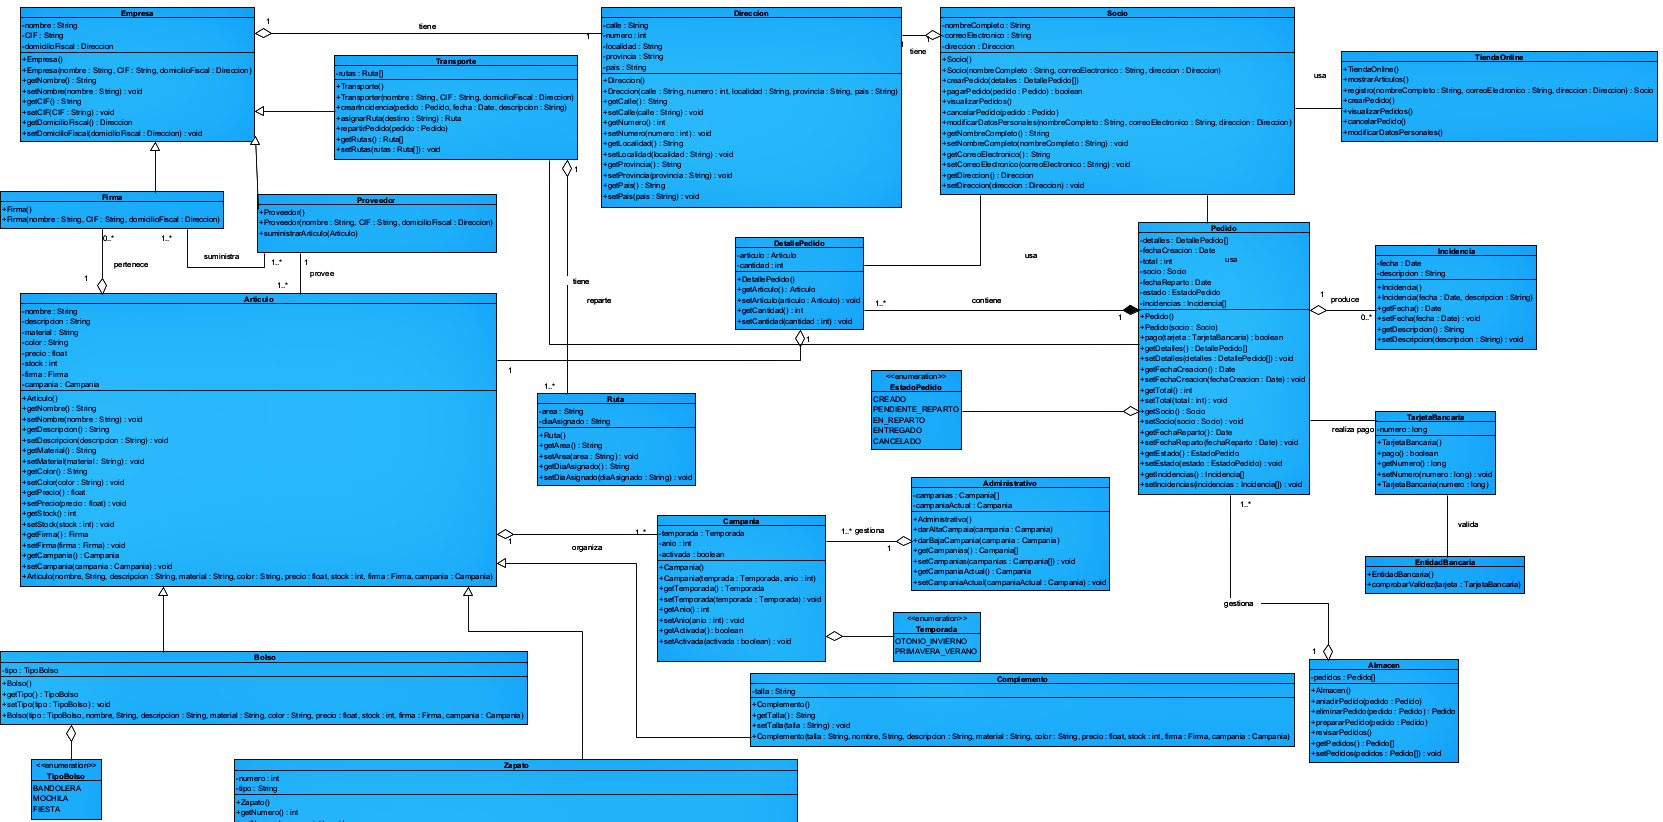 Empresa
-nombre : String
-CIF : String
-domicilioFiscal : Direccion
+Empresa()
+Empresa(nombre : String, CIF : String, domicilioFiscal : Direccion)
+getNombre() : String
+setNombre(nombre : String) : void
+getCIF() : String
+setCIF(CIF : String) : void
+getDomicilioFiscal() : Direccion
+setDomicilioFiscal(domicilioFiscal : Direccion) : void
1
tiene
1
Transporte
-rutas : Ruta[]
+Transporte()
+Transporter(nombre : String, CIF : String, domicilioFiscal : Direccion)
+crearIncidencia(pedido : Pedido, fecha : Date, descripcion : String)
+asignarRuta(destino : String) : Ruta
+repartirPedido(pedido : Pedido)
+getRutas() : Ruta[]
+setRutas(rutas : Ruta[]) : void
Direccion
-calle : String
-numero : int
-localidad : String
-provincia : String
-pais : String
+Direccion()
+Direccion(calle : String, numero : int, localidad : String, provincia : String, pais : String)
+getCalle() : String
+setCalle(calle : String) : void
+getNumero() : int
+setNumero(numero : int) : void
+getLocalidad() : String
+setLocalidad(localidad : String) : void
+getProvincia() : String
+setProvincia(provincia : String) : void
+getPais() : String
+setPais(pais : String) : void
1
1
tiene
Socio
-nombreCompleto : String
-correoElectronico : String
-direccion : Direccion
+Socio()
+Socio(nombreCompleto : String, correoElectronico : String, direccion : Direccion)
+crearPedido(detalles : DetallePedido[])
+pagarPedido(pedido : Pedido) : boolean
+visualizarPedidos()
+cancelarPedido(pedido : Pedido)
+modificarDatosPersonales(nombreCompleto : String, correoElectronico : String, direccion : Direccion)
+getNombreCompleto() : String
+setNombreCompleto(nombreCompleto : String) : void
+getCorreoElectronico() : String
+setCorreoElectronico(correoElectronico : String) : void
+getDireccion() : Direccion
+setDireccion(direccion : Direccion) : void
usa
TiendaOnline
+TiendaOnline()
+mostrarArticulos()
+registro(nombreCompleto : String, correoElectronico : String, direccion : Direccion) : Socio
+crearPedido()
+visualizarPedidos()
+cancelarPedido()
+modificarDatosPersonales()
Firma
+Firma()
+Firma(nombre : String, CIF : String, domicilioFiscal : Direccion)
Proveedor
+Proveedor()
+Proveedor(nombre : String, CIF : String, domicilioFiscal : Direccion)
+suministrarArticulo(Articulo)
0..*
1..*
suministra
1..*
1
pertenece
1
provee
1..*
1
tiene
reparte
1..*
DetallePedido
-articulo : Articulo
-cantidad : int
+DetallePedido()
+getArticulo() : Articulo
+setArticulo(articulo : Articulo) : void
+getCantidad() : int
+setCantidad(cantidad : int) : void
1
1
usa
1..*
contiene
1
Pedido
-detalles : DetallePedido[]
-fechaCreacion : Date
-total : int
usa
-socio : Socio
-fechaReparto : Date
-estado : EstadoPedido
-incidencias : Incidencia[]
+Pedido()
+Pedido(socio : Socio)
+pago(tarjeta : TarjetaBancaria) : boolean
+getDetalles() : DetallePedido[]
+setDetalles(detalles : DetallePedido[]) : void
+getFechaCreacion() : Date
+setFechaCreacion(fechaCreacion : Date) : void
+getTotal() : int
+setTotal(total : int) : void
+getSocio() : Socio
+setSocio(socio : Socio) : void
+getFechaReparto() : Date
+setFechaReparto(fechaReparto : Date) : void
+getEstado() : EstadoPedido
+setEstado(estado : EstadoPedido) : void
+getIncidencias() : Incidencia[]
+setIncidencias(incidencias : Incidencia[]) : void
1
produce
0..*
Incidencia
-fecha : Date
-descripcion : String
+Incidencia()
+Incidencia(fecha : Date, descripcion : String)
+getFecha() : Date
+setFecha(fecha : Date) : void
+getDescripcion() : String
+setDescripcion(descripcion : String) : void
Articulo
-nombre : String
-descripcion : String
-material : String
-color : String
-precio : float
-stock : int
-firma : Firma
-campania : Campania
+Articulo()
+getNombre() : String
+setNombre(nombre : String) : void
+getDescripcion() : String
+setDescripcion(descripcion : String) : void
+getMaterial() : String
+setMaterial(material : String) : void
+getColor() : String
+setColor(color : String) : void
+getPrecio() : float
+setPrecio(precio : float) : void
+getStock() : int
+setStock(stock : int) : void
+getFirma() : Firma
+setFirma(firma : Firma) : void
+getCampania() : Campania
+setCampania(campania : Campania) : void
+Articulo(nombre, String, descripcion : String, material : String, color : String, precio : float, stock : int, firma : Firma, campania : Campania)
Ruta
-area : String
-diaAsignado : String
+Ruta()
+getArea() : String
+setArea(area : String) : void
+getDiaAsignado() : String
+setDiaAsignado(diaAsignado : String) : void
<<enumeration>>
EstadoPedido
CREADO
PENDIENTE_REPARTO
EN_REPARTO
ENTREGADO
CANCELADO
realiza pago
TarjetaBancaria
-numero : long
+TarjetaBancaria()
+pago() : boolean
+getNumero() : long
+setNumero(numero : long) : void
+TarjetaBancaria(numero : long)
valida
EntidadBancaria
+EntidadBancaria()
+comprobarValidez(tarjeta : TarjetaBancaria)
1
organiza
1..*
Campania
-temporada : Temporada
-anio : int
-activada : boolean
+Campania()
+Campania(temprada : Temporada, anio : int)
+getTemporada() : Temporada
+setTemporada(temporada : Temporada) : void
+getAnio() : int
+setAnio(anio : int) : void
+getActivada() : boolean
+setActivada(activada : boolean) : void
1..*
gestiona
1
Administrativo
-campanias : Campania[]
-campaniaActual : Campania
+Administrativo()
+darAltaCampaia(campania : Campania)
+darBajaCampania(campania : Campania)
+getCampanias() : Campania[]
+setCampanias(campanias : Campania[]) : void
+getCampaniaActual() : Campania
+setCampaniaActual(campaniaActual : Campania) : void
<<enumeration>>
Temporada
OTONIO_INVIERNO
PRIMAVERA_VERANO
1..*
gestiona
1
Almacen
-pedidos : Pedido[]
+Almacen()
+aniadirPedido(pedido : Pedido)
+eliminarPedido(pedido : Pedido) : Pedido
+prepararPedido(pedido : Pedido)
+revisarPedidos()
+getPedidos() : Pedido[]
+setPedidos(pedidos : Pedido[]) : void
Bolso
-tipo : TipoBolso
+Bolso()
+getTipo() : TipoBolso
+setTipo(tipo : TipoBolso) : void
+Bolso(tipo : TipoBolso, nombre, String, descripcion : String, material : String, color : String, precio : float, stock : int, firma : Firma, campania : Campania)
Complemento
-talla : String
+Complemento()
+getTalla() : String
+setTalla(talla : String) : void
+Complemento(talla : String, nombre, String, descripcion : String, material : String, color : String, precio : float, stock : int, firma : Firma, campania : Campania)
<<enumeration>>
TipoBolso
BANDOLERA
MOCHILA
FIESTA
Zapato
-numero : int
-tipo : String
+Zapato()
+getNumero() : int